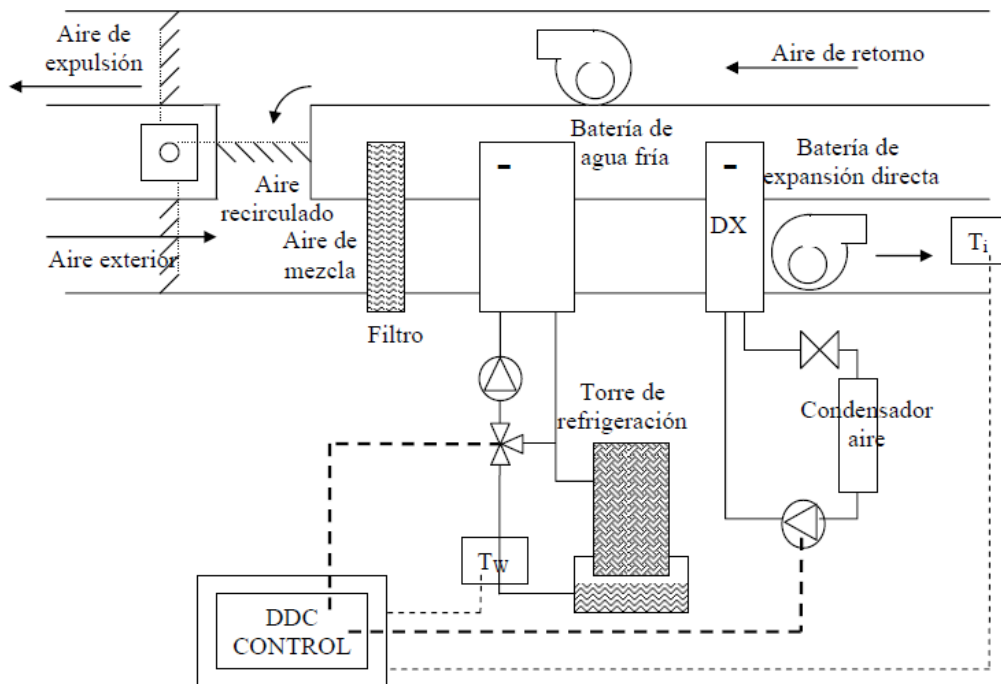 Aire de
expulsión
Aire de retorno
Batería de
agua fría
Batería de
expansión directa
-
-
Aire
recirculado
DX
Aire exterior
Aire de
mezcla
Ti
Filtro
Torre de
refrigeración
Condensador
aire
TW
DDC
CONTROL